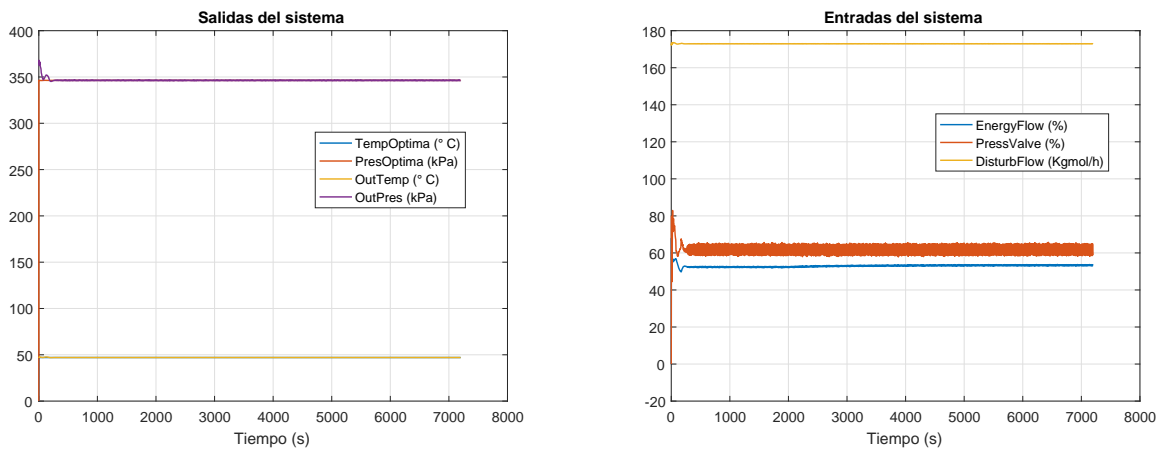 Salidas del sistema
400
350
300
250
200
150
100
50
0
0 1000 2000 3000 4000 5000 6000 7000 8000
Tiempo (s)
TempOptima (° C)
PresOptima (kPa)
OutTemp (° C)
OutPres (kPa)
Entradas del sistema
180
160
140
120
100
80
60
40
20
0
-20
0 1000 2000 3000 4000 5000 6000 7000 8000
Tiempo (s)
EnergyFlow (%)
PressValve (%)
DisturbFlow (Kgmol/h)